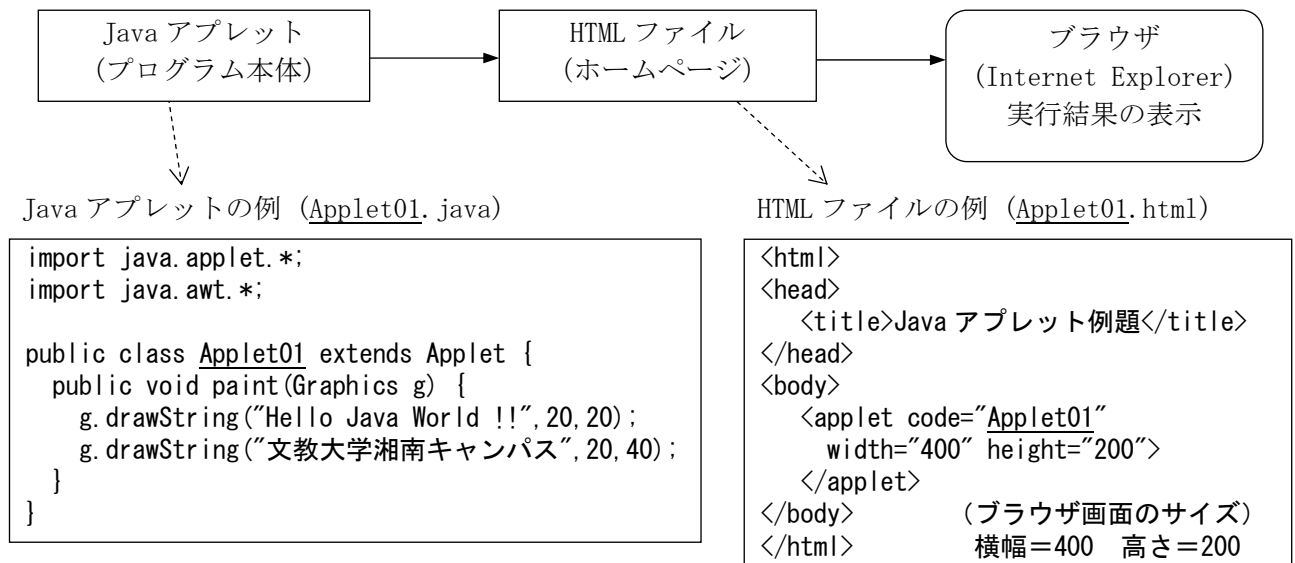 Java アプレット
(プログラム本体)
HTML ファイル
(ホームページ)
ブラウザ
(Internet Explorer)
実行結果の表示
Java アプレットの例 (Applet01.java)
import java.applet.*;
import java.awt.*;
public class Applet01 extends Applet {
public void paint(Graphics g) {
g.drawString("Hello Java World !!",20,20);
g.drawString("文教大学湘南キャンパス",20,40);
}
}
HTML ファイルの例 (Applet01.html)
<html>
<head>
<title>Java アプレット例題</title>
</head>
<body>
<applet code="Applet01"
width="400" height="200">
</applet>
</body> (ブラウザ画面のサイズ)
</html> 横幅=400 高さ=200